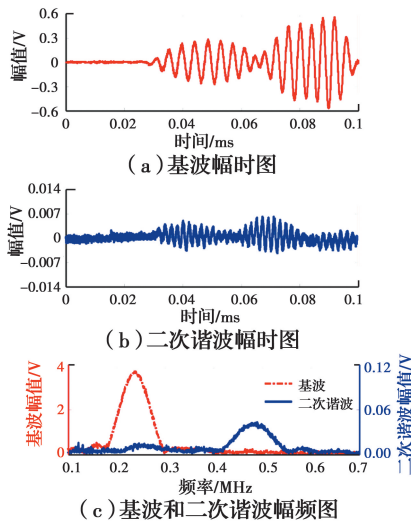 0.6
0.3
0
−0.3
−0.6
幅值/V
0 0.02 0.04 0.06 0.08 0.1
时间/ms
(a)基波幅时图
0.014
0.007
0
−0.007
−0.014
幅值/V
0 0.02 0.04 0.06 0.08 0.1
时间/ms
(b)二次谐波幅时图
4
2
0
基波幅值/V
基波
二次谐波
0.12
0.06
0.00
二次谐波幅值/V
0.1 0.2 0.3 0.4 0.5 0.6 0.7
频率/MHz
(c)基波和二次谐波幅频图